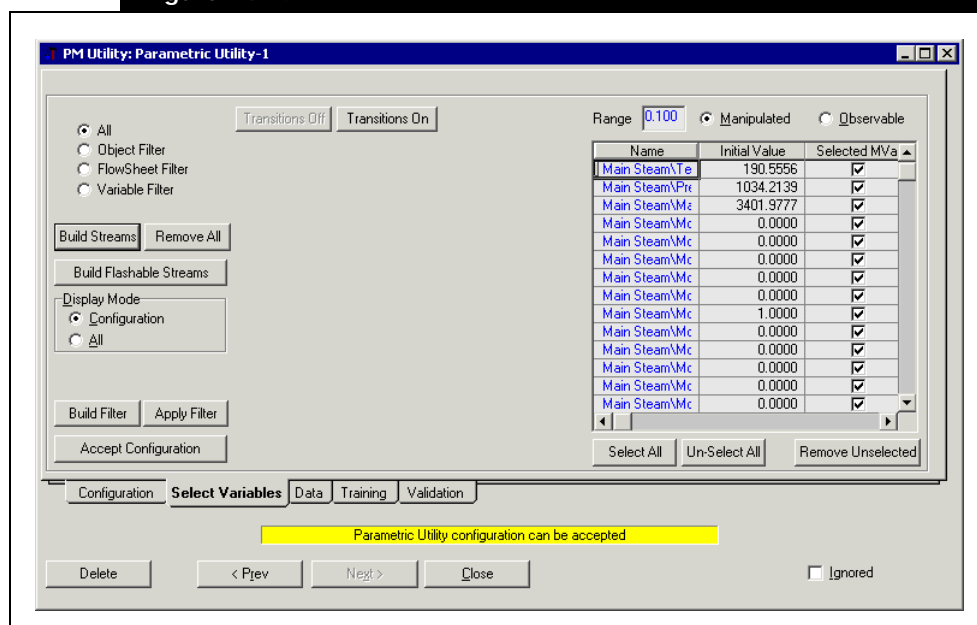 PM Utility: Parametric Utility-1
Transitions Off Transitions On
Range 0.100 Manipulated Observable
All
Object Filter
FlowSheet Filter
Variable Filter
Build Streams Remove All
Build Flashable Streams
Display Mode
Configuration
All
Build Filter Apply Filter
Accept Configuration
Name Initial Value Selected MVa
Main Steam\Te 190.5556
Main Steam\Pre 1034.2139
Main Steam\Ma 3401.9777
Main Steam\Mc 0.0000
Main Steam\Mc 0.0000
Main Steam\Mc 0.0000
Main Steam\Mc 0.0000
Main Steam\Mc 0.0000
Main Steam\Mc 1.0000
Main Steam\Mc 0.0000
Main Steam\Mc 0.0000
Main Steam\Mc 0.0000
Main Steam\Mc 0.0000
Main Steam\Mc 0.0000
Select All Un-Select All Remove Unselected
Configuration Select Variables Data Training Validation
Parametric Utility configuration can be accepted
Delete < Prev Next > Close Ignored